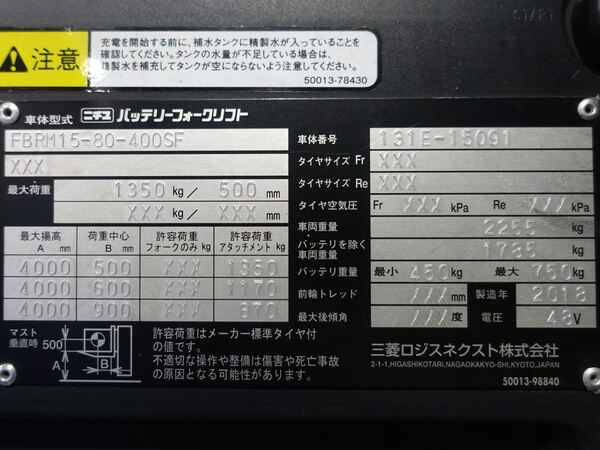 START
注意
充電を開始する前に、補水タンクに精製水が入っていることを
確認してください。タンクの水量が不足している場合は、
精製水を補充してタンクが空にならないよう注意してください。
50013-78430
車体型式 ニチユ バッテリーフォークリフト
FBRM15-80-400SF
XXX
最大荷重 1350 kg / 500 mm
XXX kg / XXX mm
最大揚高 A mm 荷重中心 B mm 許容荷重 フォークのみ kg 許容荷重 アタッチメント kg
4000 500 XXX 1360
4000 600 XXX 1170
4000 900 XXX 870
マスト垂直時 500 A B
許容荷重はメーカー標準タイヤ付
の値です。
不適切な操作や整備は傷害や死亡事故
の原因となる可能性があります。
車体番号 131E-15091
タイヤサイズ Fr XXX
タイヤサイズ Re XXX
タイヤ空気圧 Fr XXX kPa Re XXX kPa
車両重量 2255 kg
バッテリを除く車両重量 1785 kg
バッテリ重量 最小 450 kg 最大 750 kg
前輪トレッド XXX mm 製造年 2018
最大後傾角 XXX 度 電圧 48 V
三菱ロジスネクスト株式会社
2-1-1,HIGASHIKOTARI,NAGAOKAKYO-SHI,KYOTO,JAPAN
50013-98840